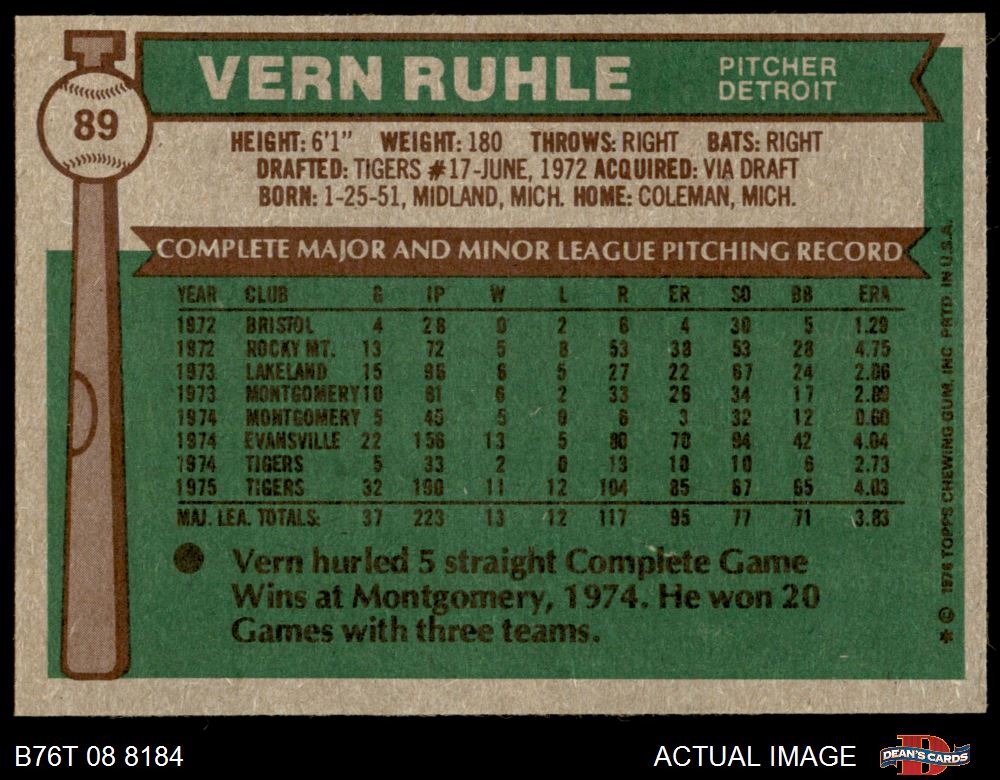 VERN RUHLE
PITCHER
DETROIT
89
HEIGHT: 6'1" WEIGHT: 180 THROWS: RIGHT BATS: RIGHT
DRAFTED: TIGERS #17-JUNE, 1972 ACQUIRED: VIA DRAFT
BORN: 1-25-51, MIDLAND, MICH. HOME: COLEMAN, MICH.
COMPLETE MAJOR AND MINOR LEAGUE PITCHING RECORD
YEAR CLUB G IP W L R ER SO BB ERA
1972 BRISTOL 4 28 0 2 6 4 30 5 1.29
1972 ROCKY MT. 13 72 5 8 53 38 53 28 4.75
1973 LAKELAND 15 96 6 5 27 22 67 24 2.06
1973 MONTGOMERY 10 81 6 2 33 26 34 17 2.89
1974 MONTGOMERY 5 45 5 0 6 3 32 12 0.60
1974 EVANSVILLE 22 156 13 5 80 70 94 42 4.04
1974 TIGERS 5 33 2 0 13 10 10 6 2.73
1975 TIGERS 32 190 11 12 104 85 67 65 4.03
MAJ. LEA. TOTALS: 37 223 13 12 117 95 77 71 3.83
Vern hurled 5 straight Complete Game
Wins at Montgomery, 1974. He won 20
Games with three teams.
* © 1976 TOPPS CHEWING GUM, INC PRTD. IN U.S.A.
B76T 08 8184
ACTUAL IMAGE
DEAN'S CARDS